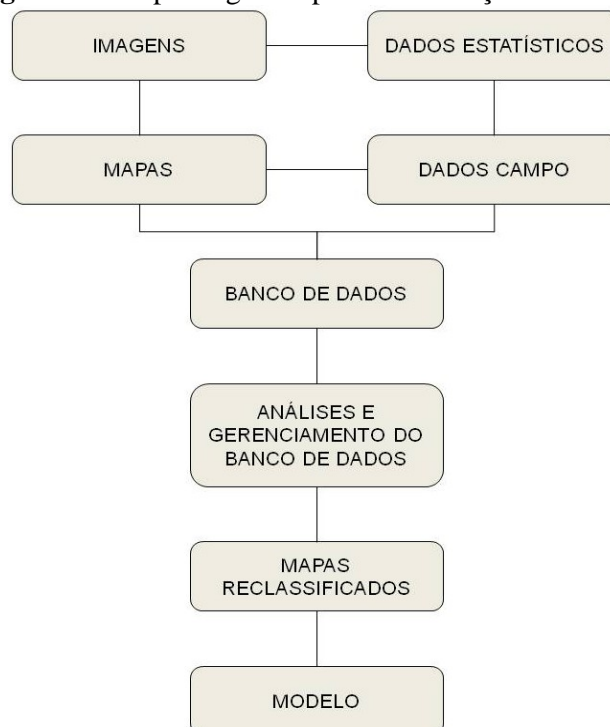 IMAGENS
DADOS ESTATÍSTICOS
MAPAS
DADOS CAMPO
BANCO DE DADOS
ANÁLISES E
GERENCIAMENTO DO
BANCO DE DADOS
MAPAS
RECLASSIFICADOS
MODELO